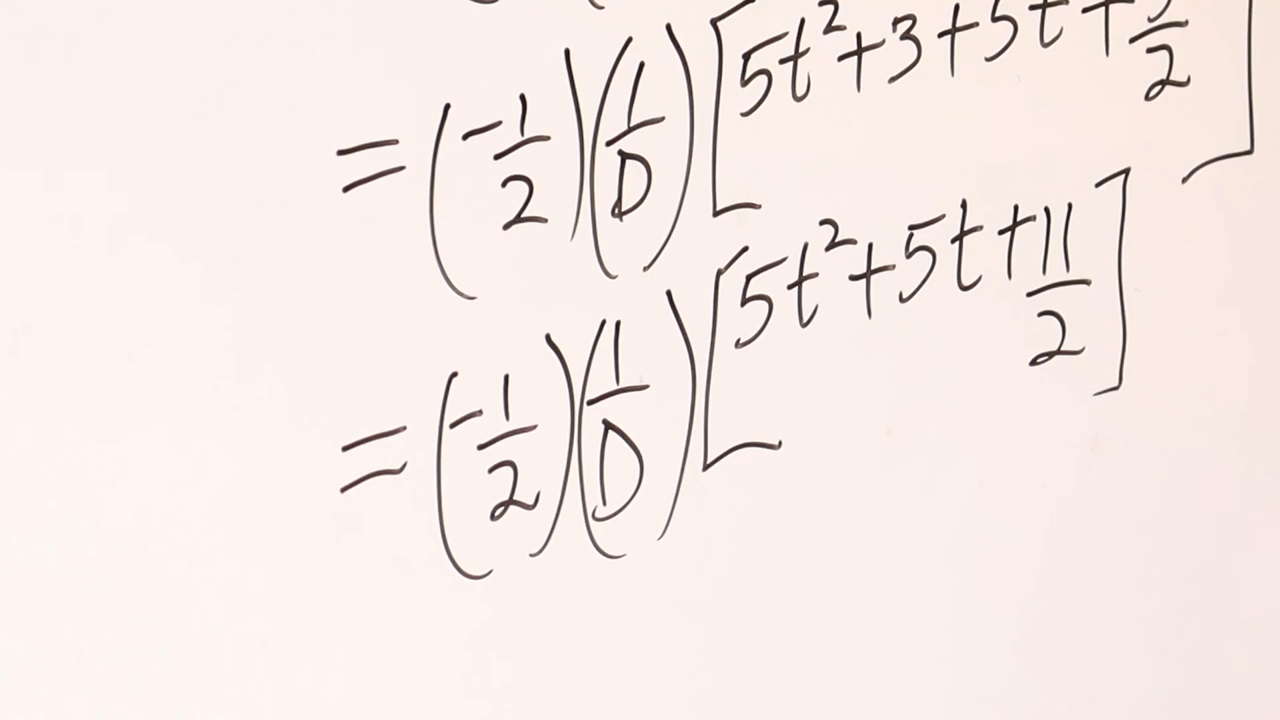 = (-1/2)(1/D)[5t²+3+5t+5/2]
= (-1/2)(1/D)[5t²+5t+11/2]